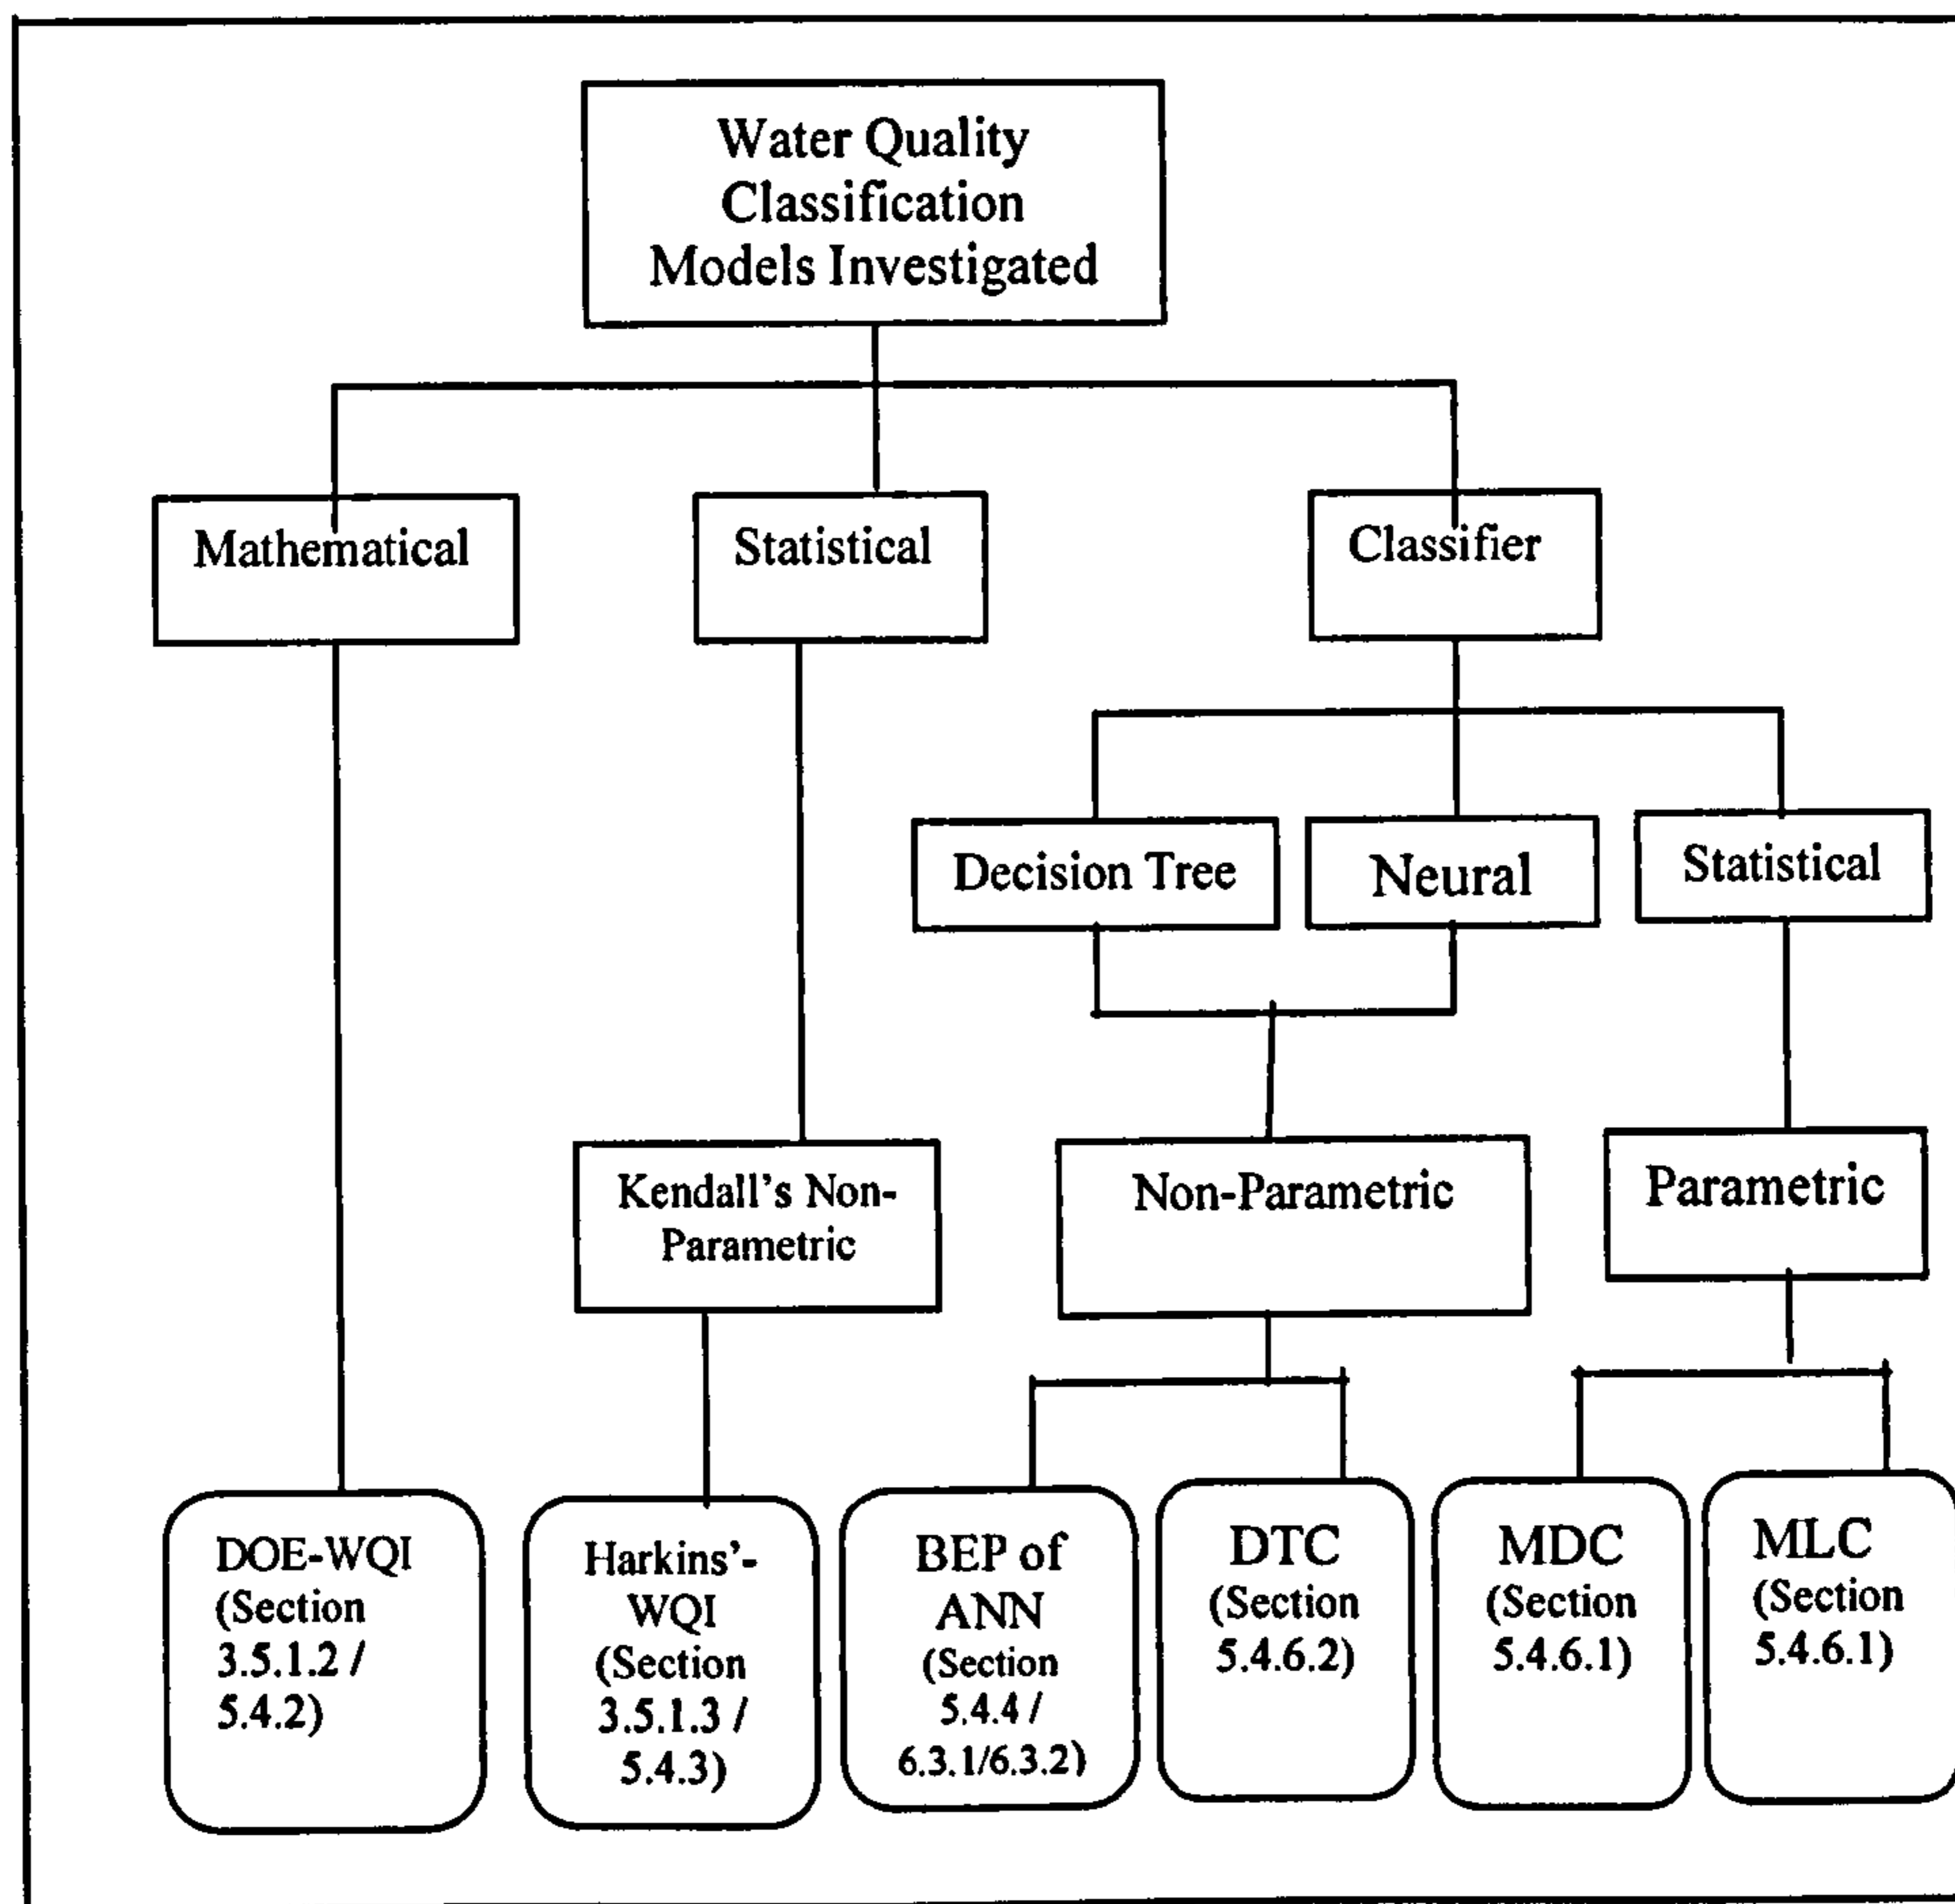 Water Quality
Classification
Models Investigated
Mathematical
Statistical
Classifier
Decision Tree
Neural
Statistical
Kendall's Non-
Parametric
Non-Parametric
Parametric
DOE-WQI
(Section
3.5.1.2 /
5.4.2)
Harkins'-
WQI
(Section
3.5.1.3 /
5.4.3)
BEP of
ANN
(Section
5.4.4 /
6.3.1/6.3.2)
DTC
(Section
5.4.6.2)
MDC
(Section
5.4.6.1)
MLC
(Section
5.4.6.1)